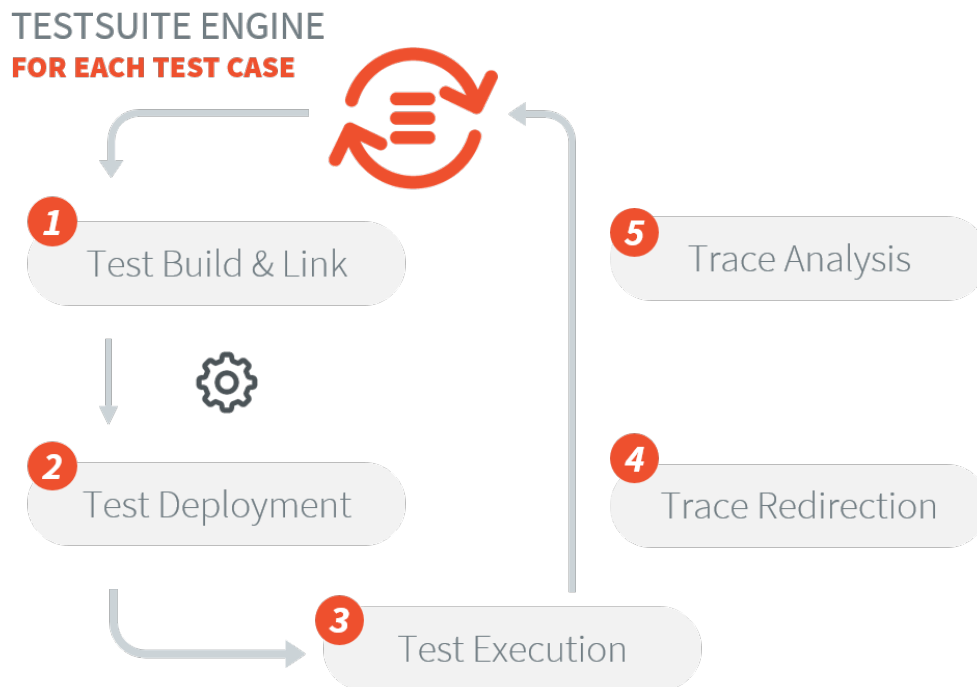 TESTSUITE ENGINE
FOR EACH TEST CASE
1
Test Build & Link
2
Test Deployment
3
Test Execution
4
Trace Redirection
5
Trace Analysis